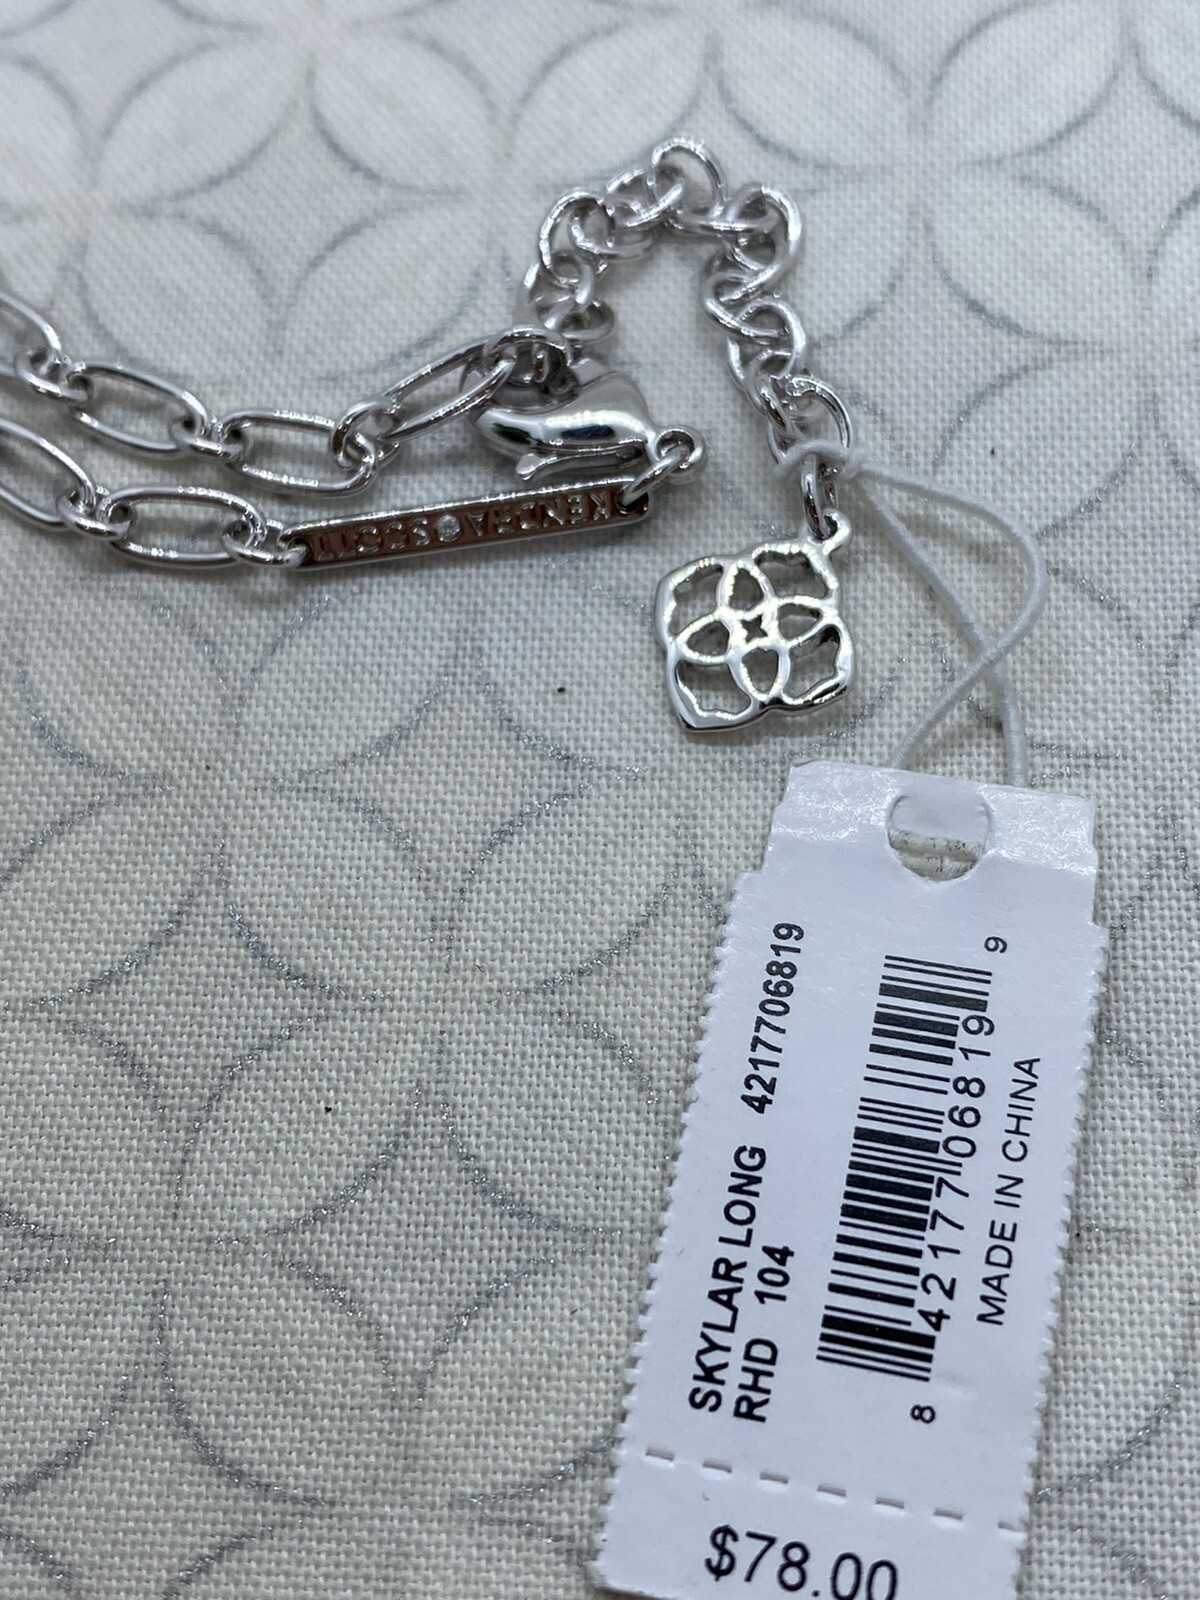 KENDRA SCOTT
SKYLAR LONG 4217706819
RHD 104
8 42177 06819 9
MADE IN CHINA
$78.00